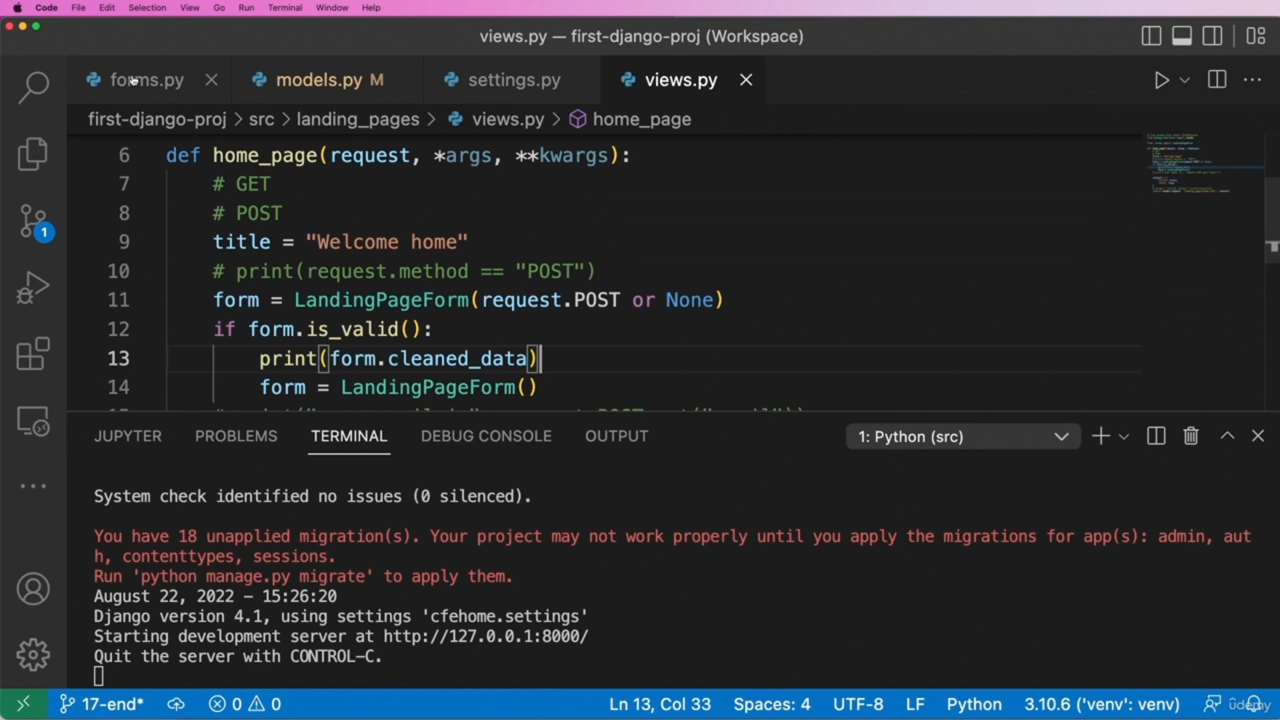 Code File Edit Selection View Go Run Terminal Window Help
views.py — first-django-proj (Workspace)
forms.py models.py M settings.py views.py
first-django-proj > src > landing_pages > views.py > home_page
6 def home_page(request, *args, **kwargs):
7 # GET
8 # POST
9 title = "Welcome home"
10 # print(request.method == "POST")
11 form = LandingPageForm(request.POST or None)
12 if form.is_valid():
13 print(form.cleaned_data)
14 form = LandingPageForm()
1
JUPYTER PROBLEMS TERMINAL DEBUG CONSOLE OUTPUT 1: Python (src)
System check identified no issues (0 silenced).
You have 18 unapplied migration(s). Your project may not work properly until you apply the migrations for app(s): admin, aut
h, contenttypes, sessions.
Run 'python manage.py migrate' to apply them.
August 22, 2022 - 15:26:20
Django version 4.1, using settings 'cfehome.settings'
Starting development server at http://127.0.0.1:8000/
Quit the server with CONTROL-C.
17-end* 0 0 Ln 13, Col 33 Spaces: 4 UTF-8 LF Python 3.10.6 ('venv': venv) udemy